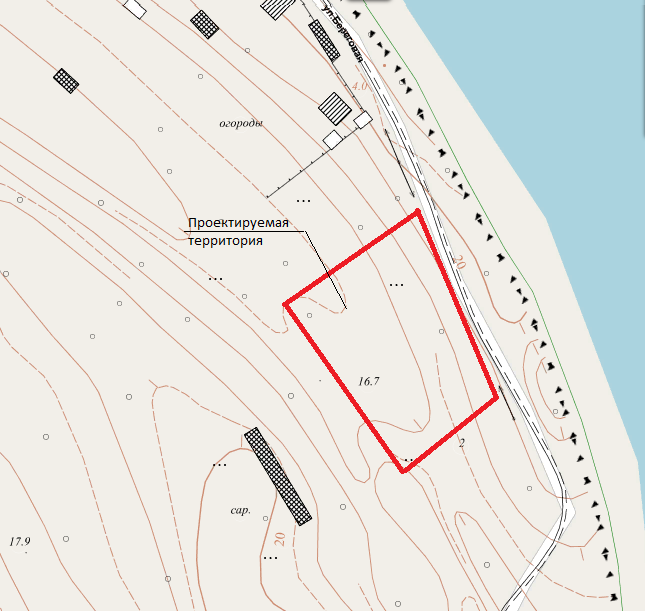 ул.Береговая
4.0
огороды
Проектируемая
территория
20
16.7
2
сар.
20
17.9